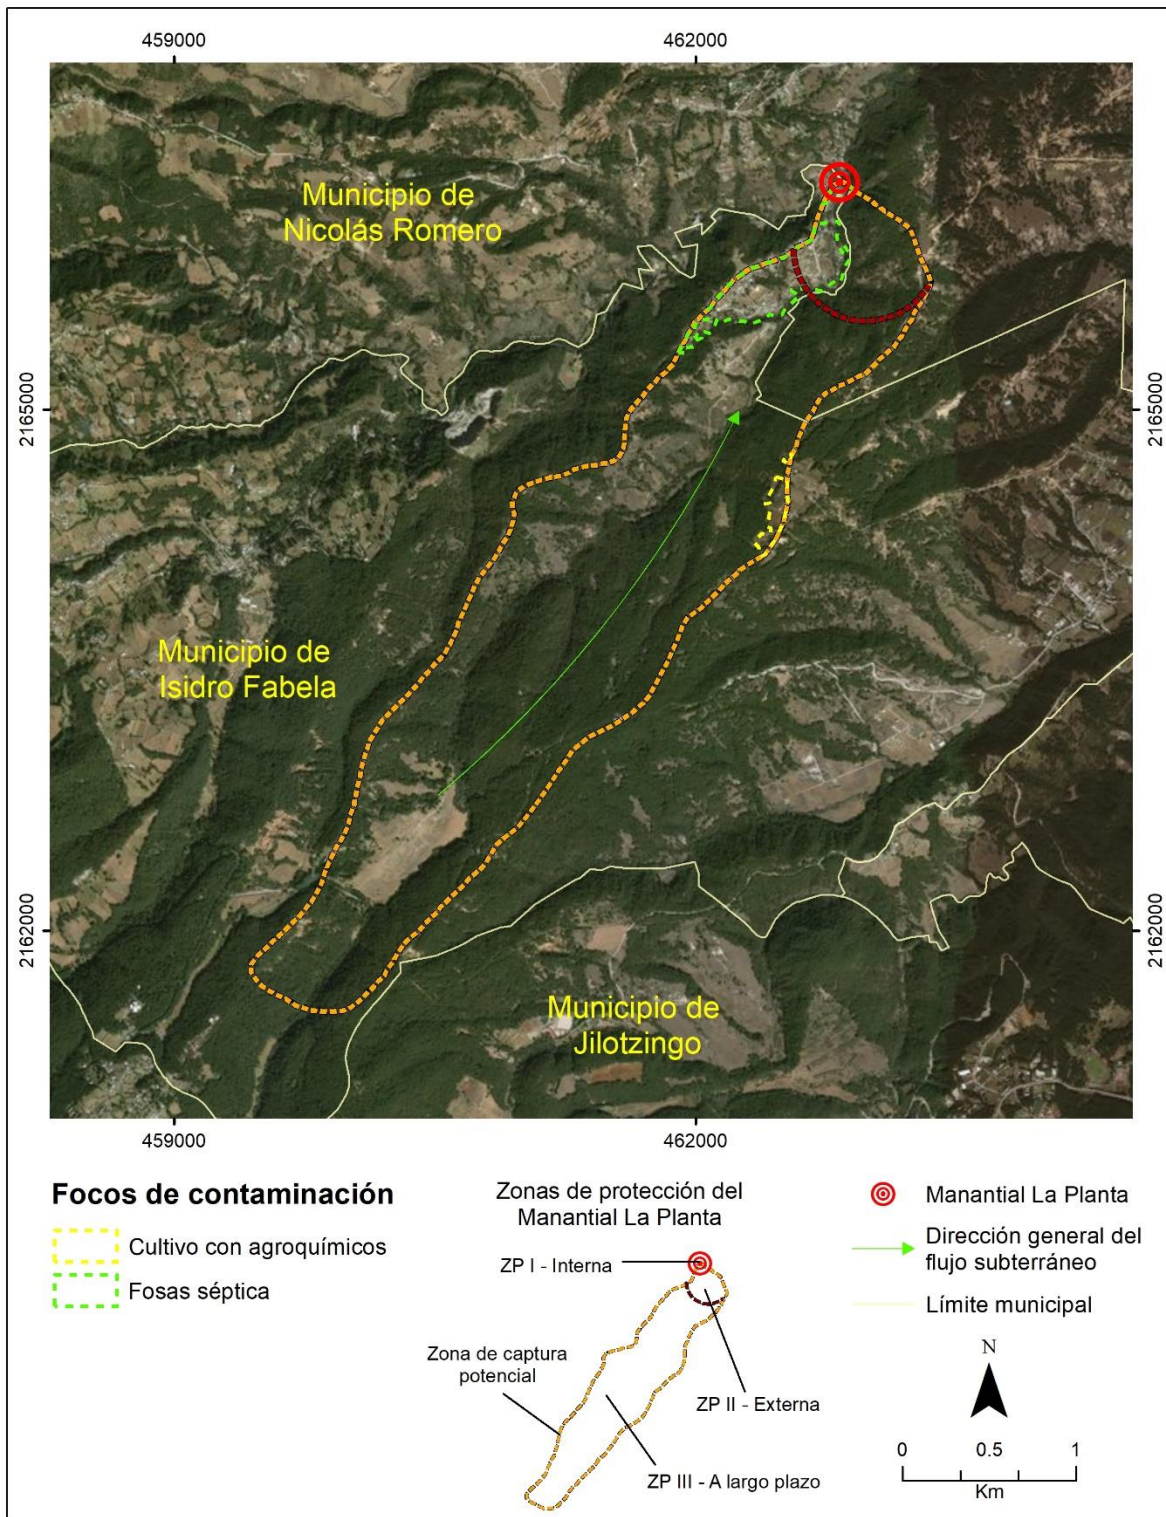 459000
462000
Municipio de
Nicolás Romero
2165000
2165000
Municipio de
Isidro Fabela
2162000
2162000
Municipio de
Jilotzingo
459000
462000
Focos de contaminación
Cultivo con agroquímicos
Fosas séptica
Zonas de protección del
Manantial La Planta
ZP I - Interna
Zona de captura
potencial
ZP II - Externa
ZP III - A largo plazo
Manantial La Planta
Dirección general del
flujo subterráneo
Límite municipal
N
0 0.5 1
Km